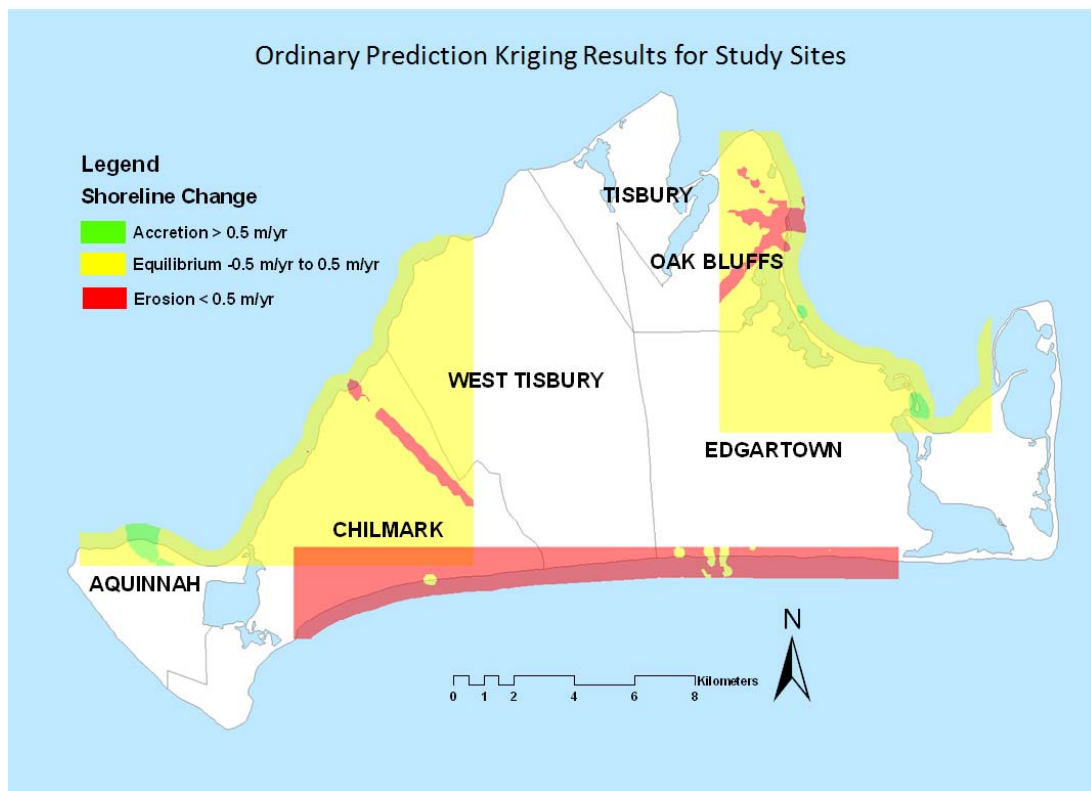 Ordinary Prediction Kriging Results for Study Sites
Legend
Shoreline Change
Accretion > 0.5 m/yr
Equilibrium -0.5 m/yr to 0.5 m/yr
Erosion < 0.5 m/yr
TISBURY
OAK BLUFFS
WEST TISBURY
EDGARTOWN
CHILMARK
AQUINNAH
N
Kilometers
0 1 2 4 6 8